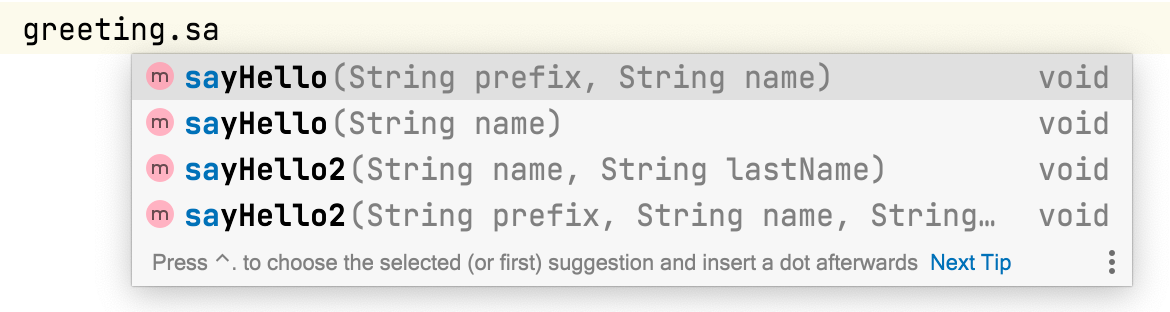 greeting.sa
m sayHello(String prefix, String name) void
m sayHello(String name) void
m sayHello2(String name, String lastName) void
m sayHello2(String prefix, String name, String… void
Press ^. to choose the selected (or first) suggestion and insert a dot afterwards Next Tip